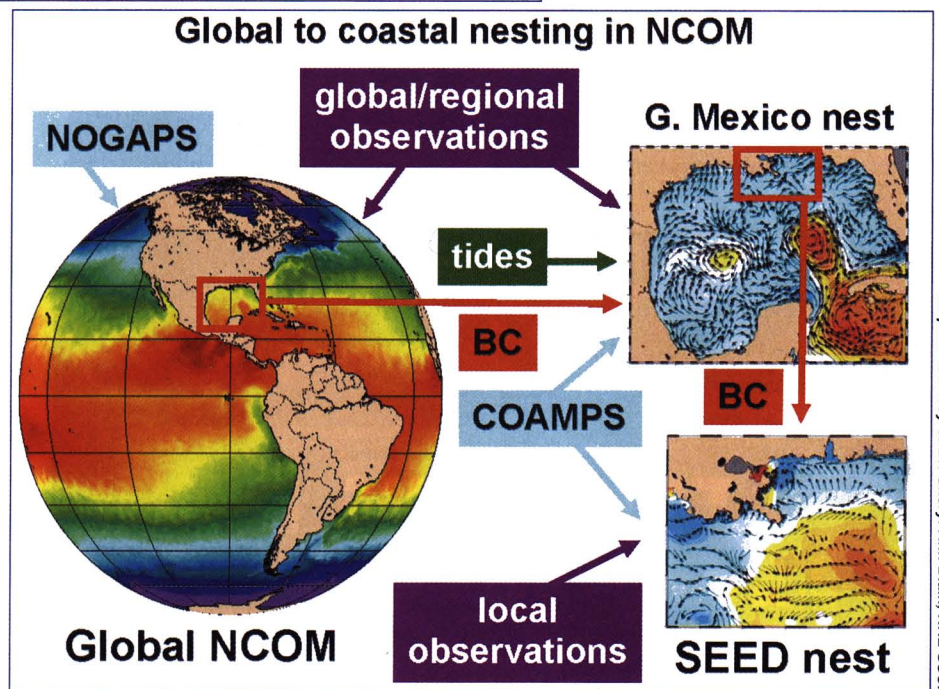 Global to coastal nesting in NCOM
NOGAPS
global/regional
observations
G. Mexico nest
tides
BC
COAMPS
BC
local
observations
Global NCOM
SEED nest